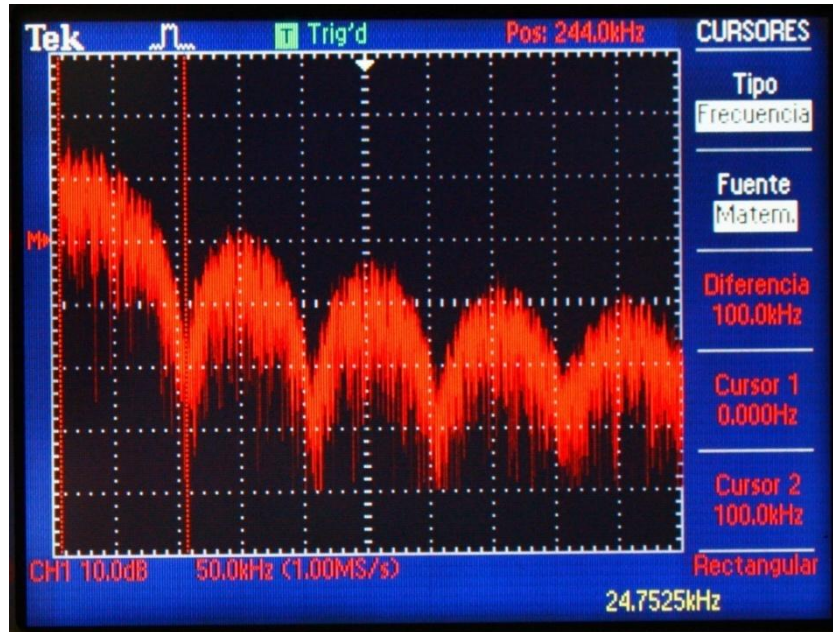 Tek T Trig'd Pos: 244.0kHz CURSORES
Tipo
Frecuencia
Fuente
Matem.
M
Diferencia
100.0kHz
Cursor 1
0.000Hz
Cursor 2
100.0kHz
CH1 10.0dB 50.0kHz (1.00MS/s) Rectangular
24.7525kHz